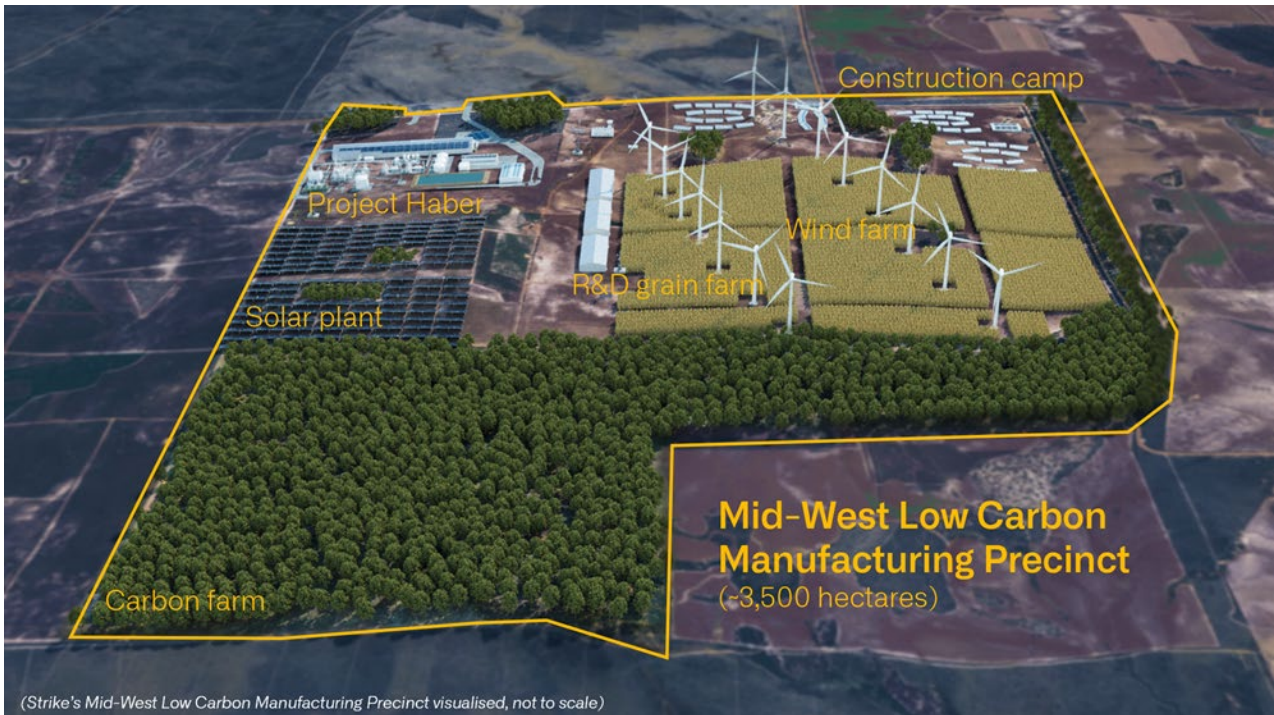 Construction camp
Project Haber
Wind farm
R&D grain farm
Solar plant
Mid-West Low Carbon
Manufacturing Precinct
(~3,500 hectares)
Carbon farm
(Strike's Mid-West Low Carbon Manufacturing Precinct visualised, not to scale)